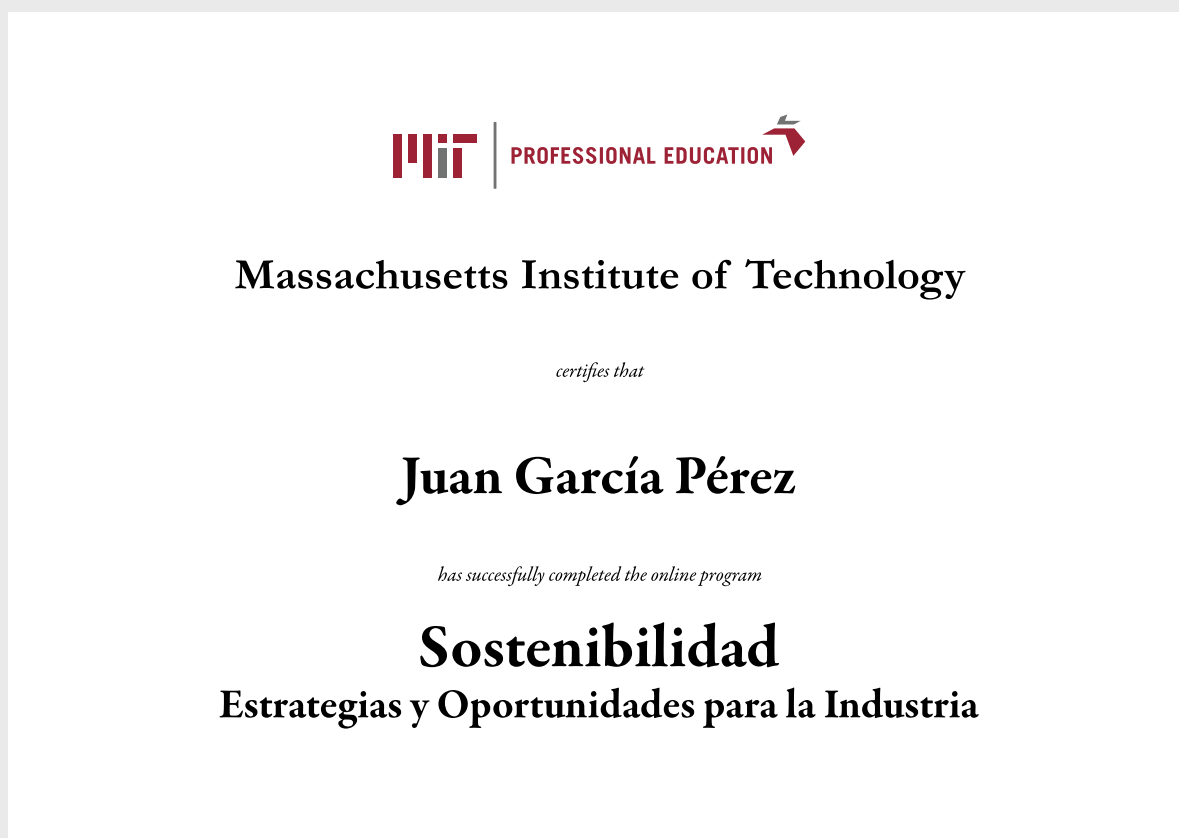 MIT PROFESSIONAL EDUCATION
Massachusetts Institute of Technology
certifies that
Juan García Pérez
has successfully completed the online program
Sostenibilidad
Estrategias y Oportunidades para la Industria